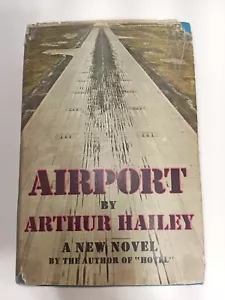 AIRPORT
BY
ARTHUR HAILEY
A NEW NOVEL
BY THE AUTHOR OF "HOTEL"